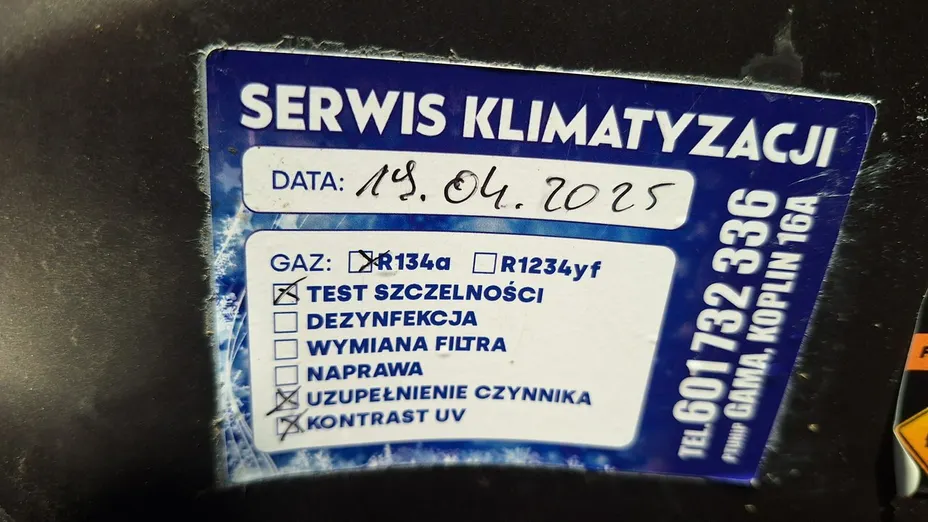 SERWIS KLIMATYZACJI
DATA: 19.04.2025
GAZ: R134a R1234yf
TEST SZCZELNOŚCI
DEZYNFEKCJA
WYMIANA FILTRA
NAPRAWA
UZUPEŁNIENIE CZYNNIKA
KONTRAST UV
TEL 601 732 336
PTHIUP GAMA, KOPLIN 16A